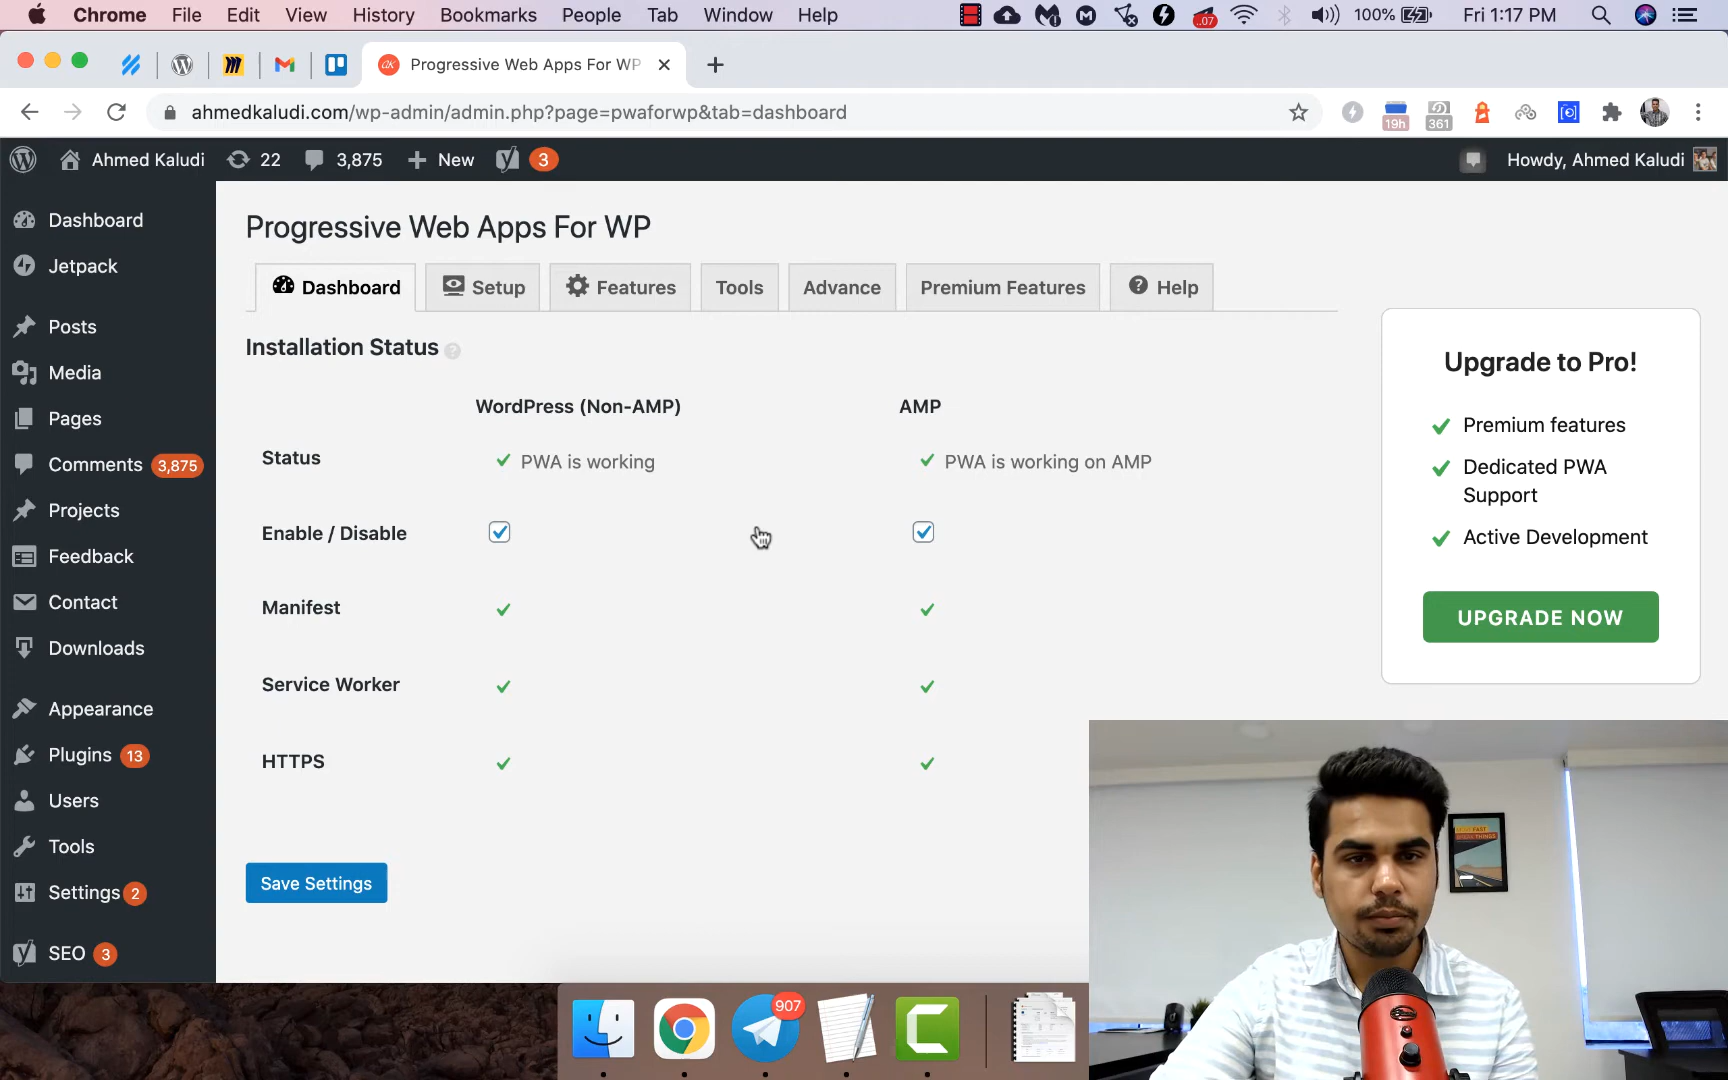 Chrome File Edit View History Bookmarks People Tab Window Help
.07 100% Fri 1:17 PM
Progressive Web Apps For WP
ahmedkaludi.com/wp-admin/admin.php?page=pwaforwp&tab=dashboard
19h 361
Ahmed Kaludi 22 3,875 New 3
Howdy, Ahmed Kaludi
Dashboard
Jetpack
Posts
Media
Pages
Comments 3,875
Projects
Feedback
Contact
Downloads
Appearance
Plugins 13
Users
Tools
Settings 2
SEO 3
Progressive Web Apps For WP
Dashboard Setup Features Tools Advance Premium Features Help
Installation Status ?
WordPress (Non-AMP) AMP
Status PWA is working PWA is working on AMP
Enable / Disable
Manifest
Service Worker
HTTPS
Save Settings
Upgrade to Pro!
Premium features
Dedicated PWA
Support
Active Development
UPGRADE NOW
907